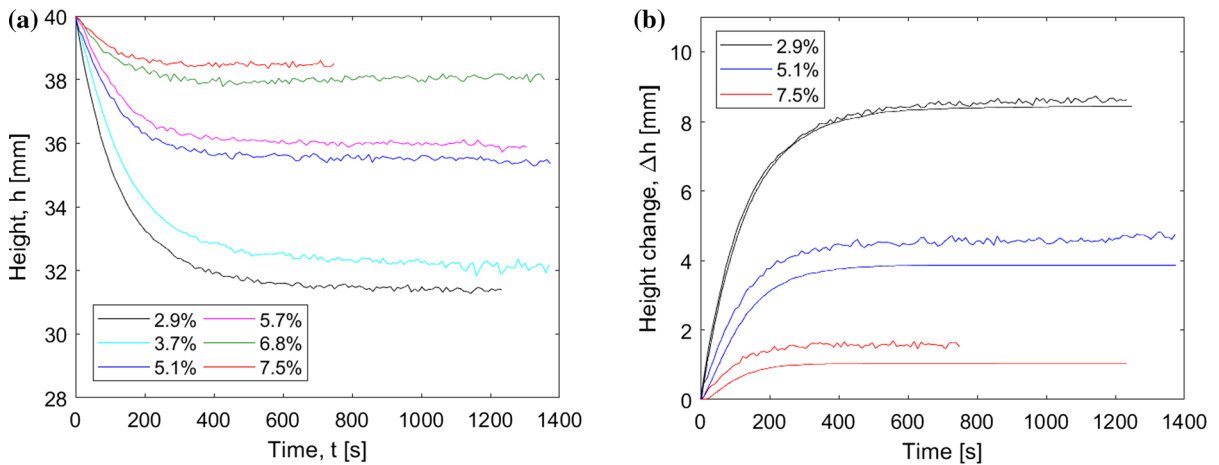 (a)
Height, h [mm]
40
38
36
34
32
30
28
2.9% 5.7%
3.7% 6.8%
5.1% 7.5%
0 200 400 600 800 1000 1200 1400
Time, t [s]
(b)
Height change, Δh [mm]
10
8
6
4
2
0
2.9%
5.1%
7.5%
0 200 400 600 800 1000 1200 1400
Time [s]